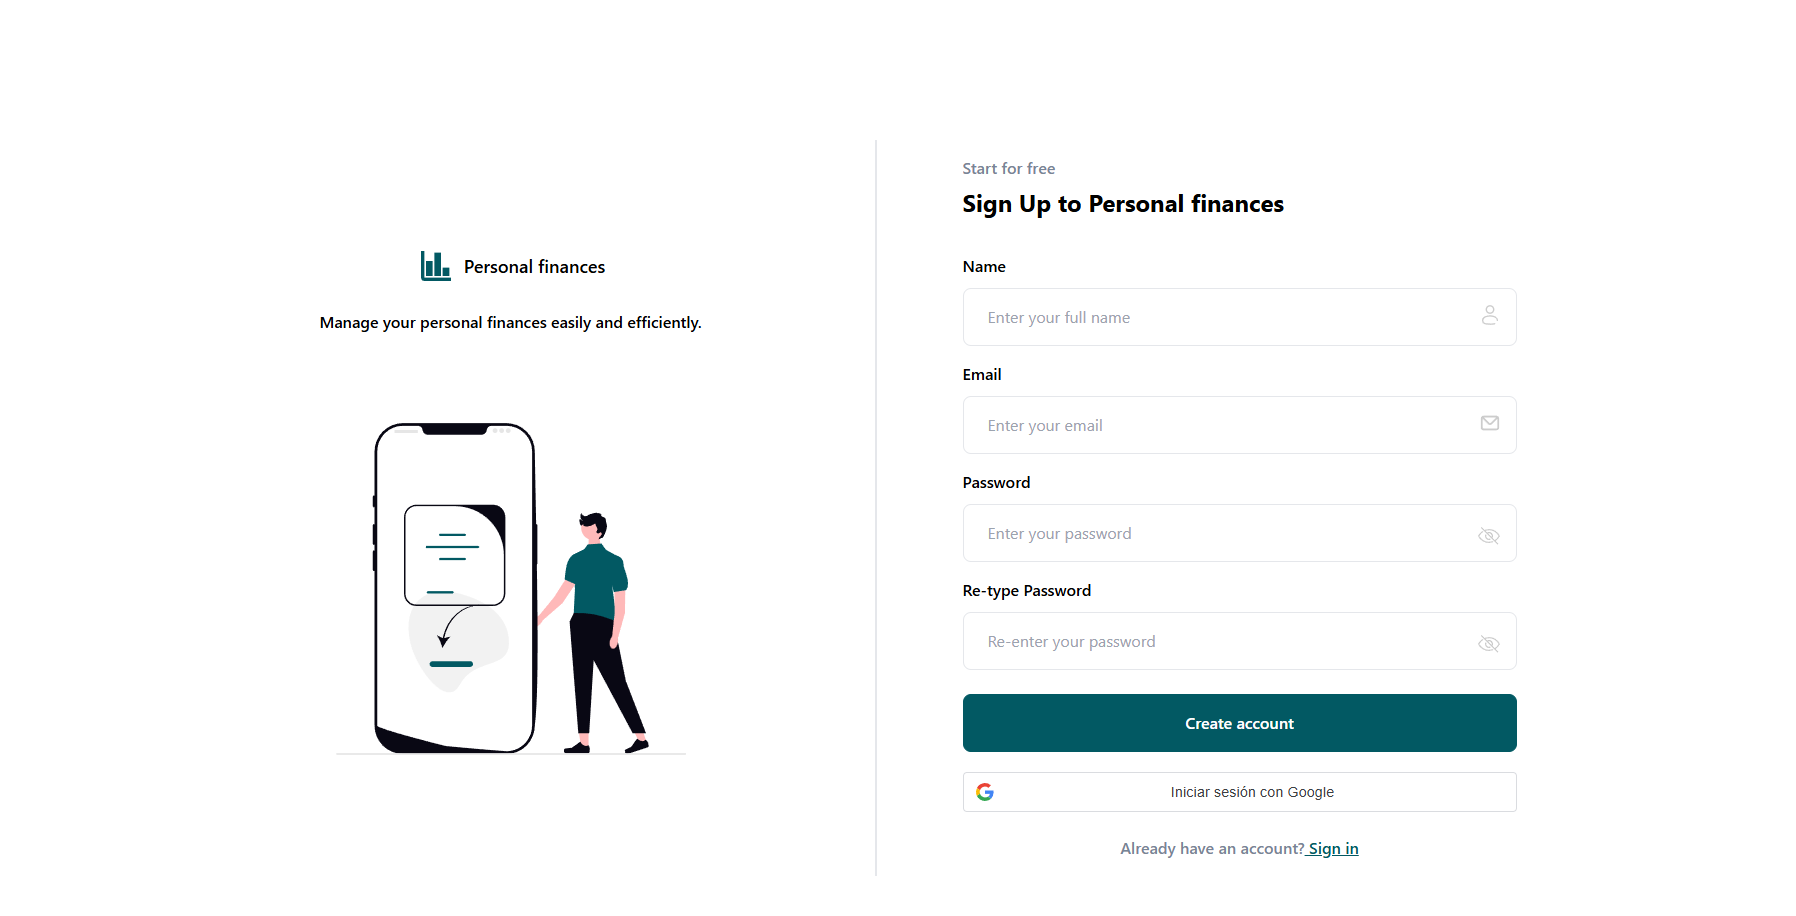 Personal finances
Manage your personal finances easily and efficiently.
Start for free
Sign Up to Personal finances
Name
Enter your full name
Email
Enter your email
Password
Enter your password
Re-type Password
Re-enter your password
Create account
Iniciar sesión con Google
Already have an account? Sign in